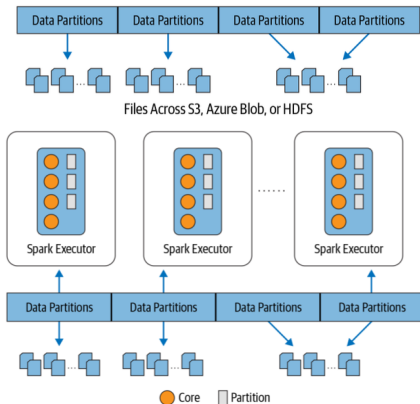 Data Partitions Data Partitions Data Partitions Data Partitions
Files Across S3, Azure Blob, or HDFS
Spark Executor Spark Executor Spark Executor
Data Partitions Data Partitions Data Partitions Data Partitions
Core Partition